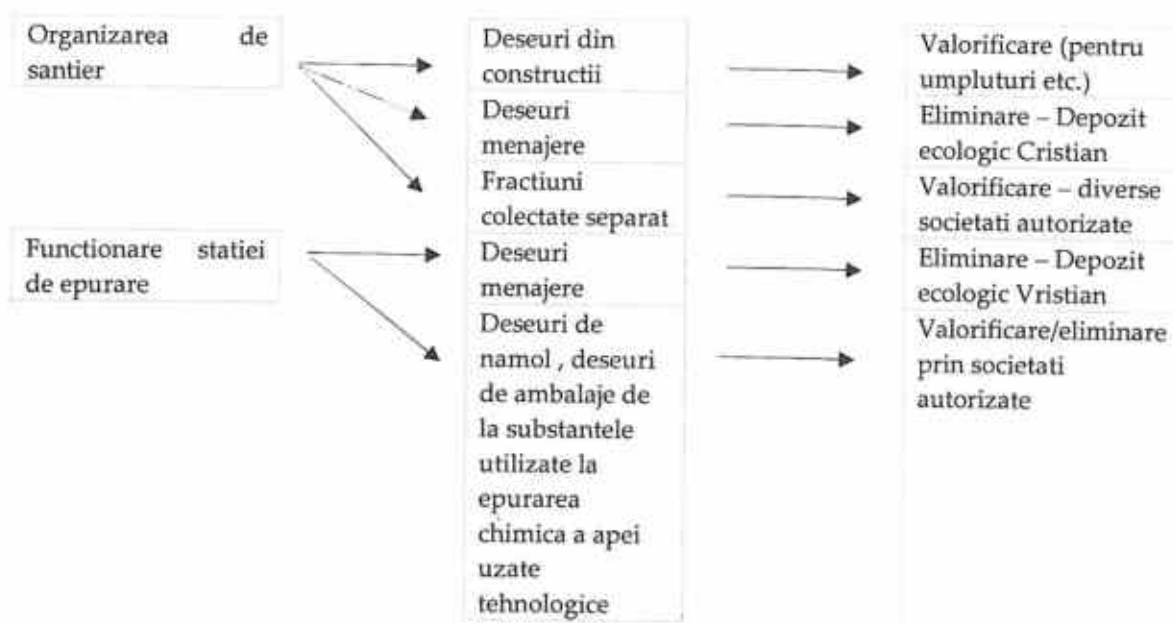 Organizarea de
santier
Deseuri din
constructii
Valorificare (pentru
umpluturi etc.)
Deseuri
menajere
Eliminare – Depozit
ecologic Cristian
Fractiuni
colectate separat
Valorificare – diverse
societati autorizate
Functionare statiei
de epurare
Deseuri
menajere
Eliminare – Depozit
ecologic Vristian
Deseuri de
namol , deseuri
de ambalaje de
la substantele
utilizate la
epurarea
chimica a apei
uzate
tehnologice
Valorificare/eliminare
prin societati
autorizate